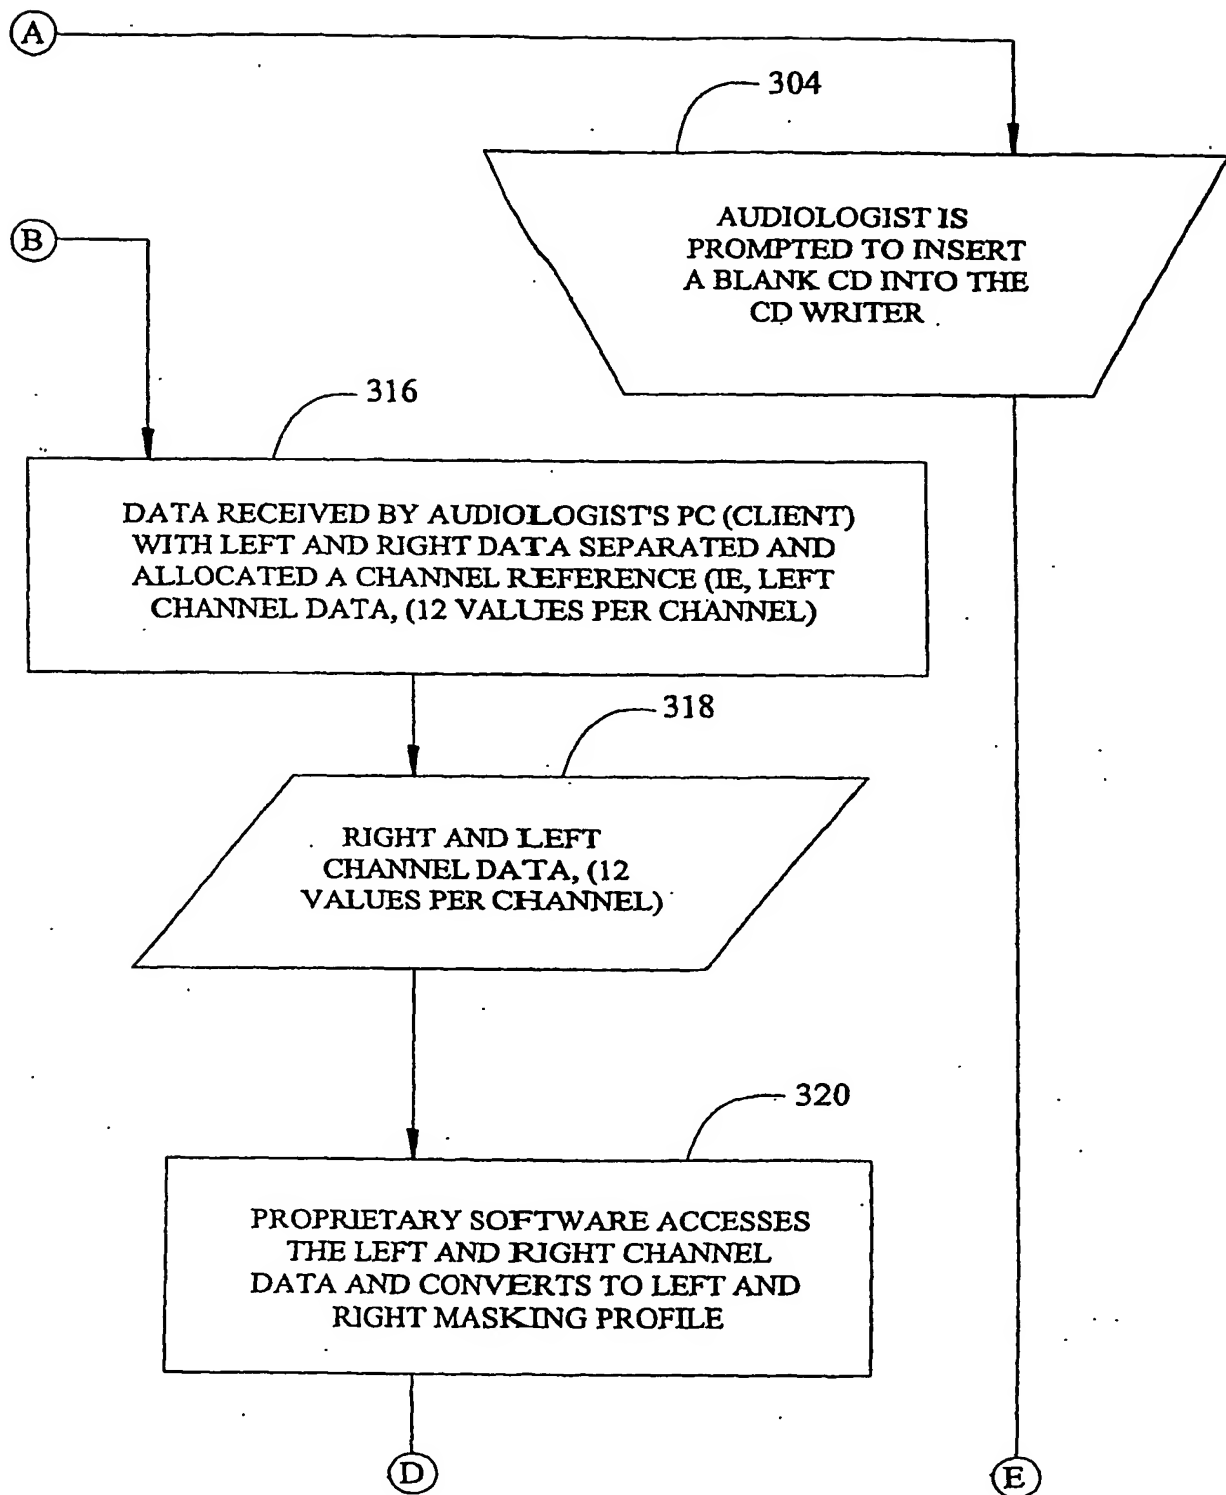 A
304
AUDIOLOGIST IS
PROMPTED TO INSERT
A BLANK CD INTO THE
CD WRITER
B
316
DATA RECEIVED BY AUDIOLOGIST'S PC (CLIENT)
WITH LEFT AND RIGHT DATA SEPARATED AND
ALLOCATED A CHANNEL REFERENCE (IE, LEFT
CHANNEL DATA, (12 VALUES PER CHANNEL)
318
RIGHT AND LEFT
CHANNEL DATA, (12
VALUES PER CHANNEL)
320
PROPRIETARY SOFTWARE ACCESSES
THE LEFT AND RIGHT CHANNEL
DATA AND CONVERTS TO LEFT AND
RIGHT MASKING PROFILE
D
E